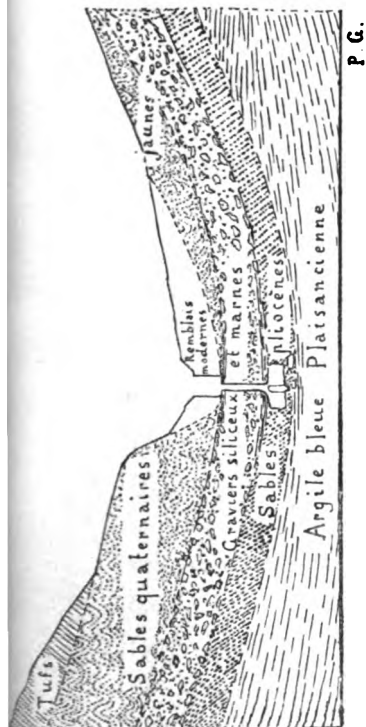 Tufs
Sables quaternaires
jaunes
Remblais
modernes
Graviers siliceux et marnes
Sables pliocènes
Argile bleue Plaisancienne
P. G.